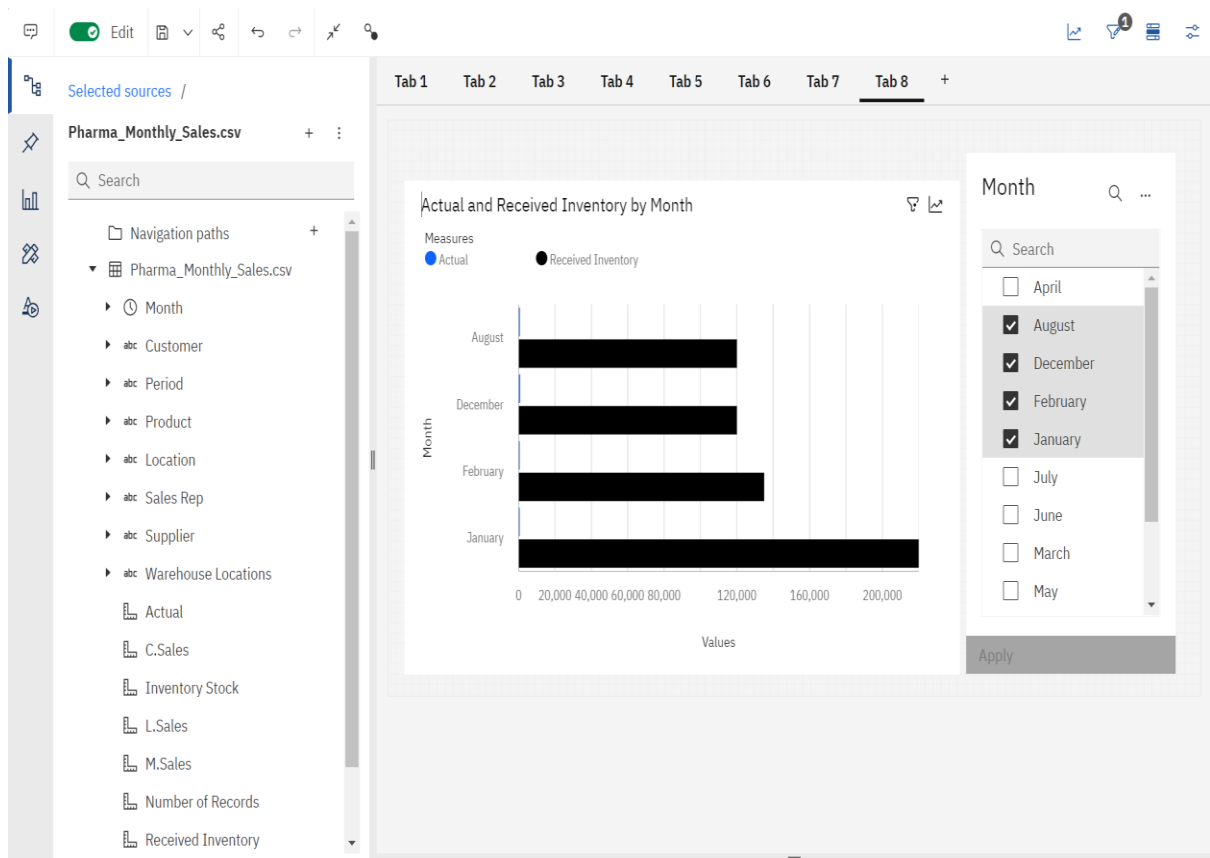 Edit
1
Selected sources /
Pharma_Monthly_Sales.csv + ⋮
Search
Navigation paths +
Pharma_Monthly_Sales.csv
Month
abc Customer
abc Period
abc Product
abc Location
abc Sales Rep
abc Supplier
abc Warehouse Locations
Actual
C.Sales
Inventory Stock
L.Sales
M.Sales
Number of Records
Received Inventory
Tab 1 Tab 2 Tab 3 Tab 4 Tab 5 Tab 6 Tab 7 Tab 8 +
Actual and Received Inventory by Month
Measures
Actual Received Inventory
Month
August
December
February
January
0 20,000 40,000 60,000 80,000 120,000 160,000 200,000
Values
Month ...
Search
April
August
December
February
January
July
June
March
May
Apply